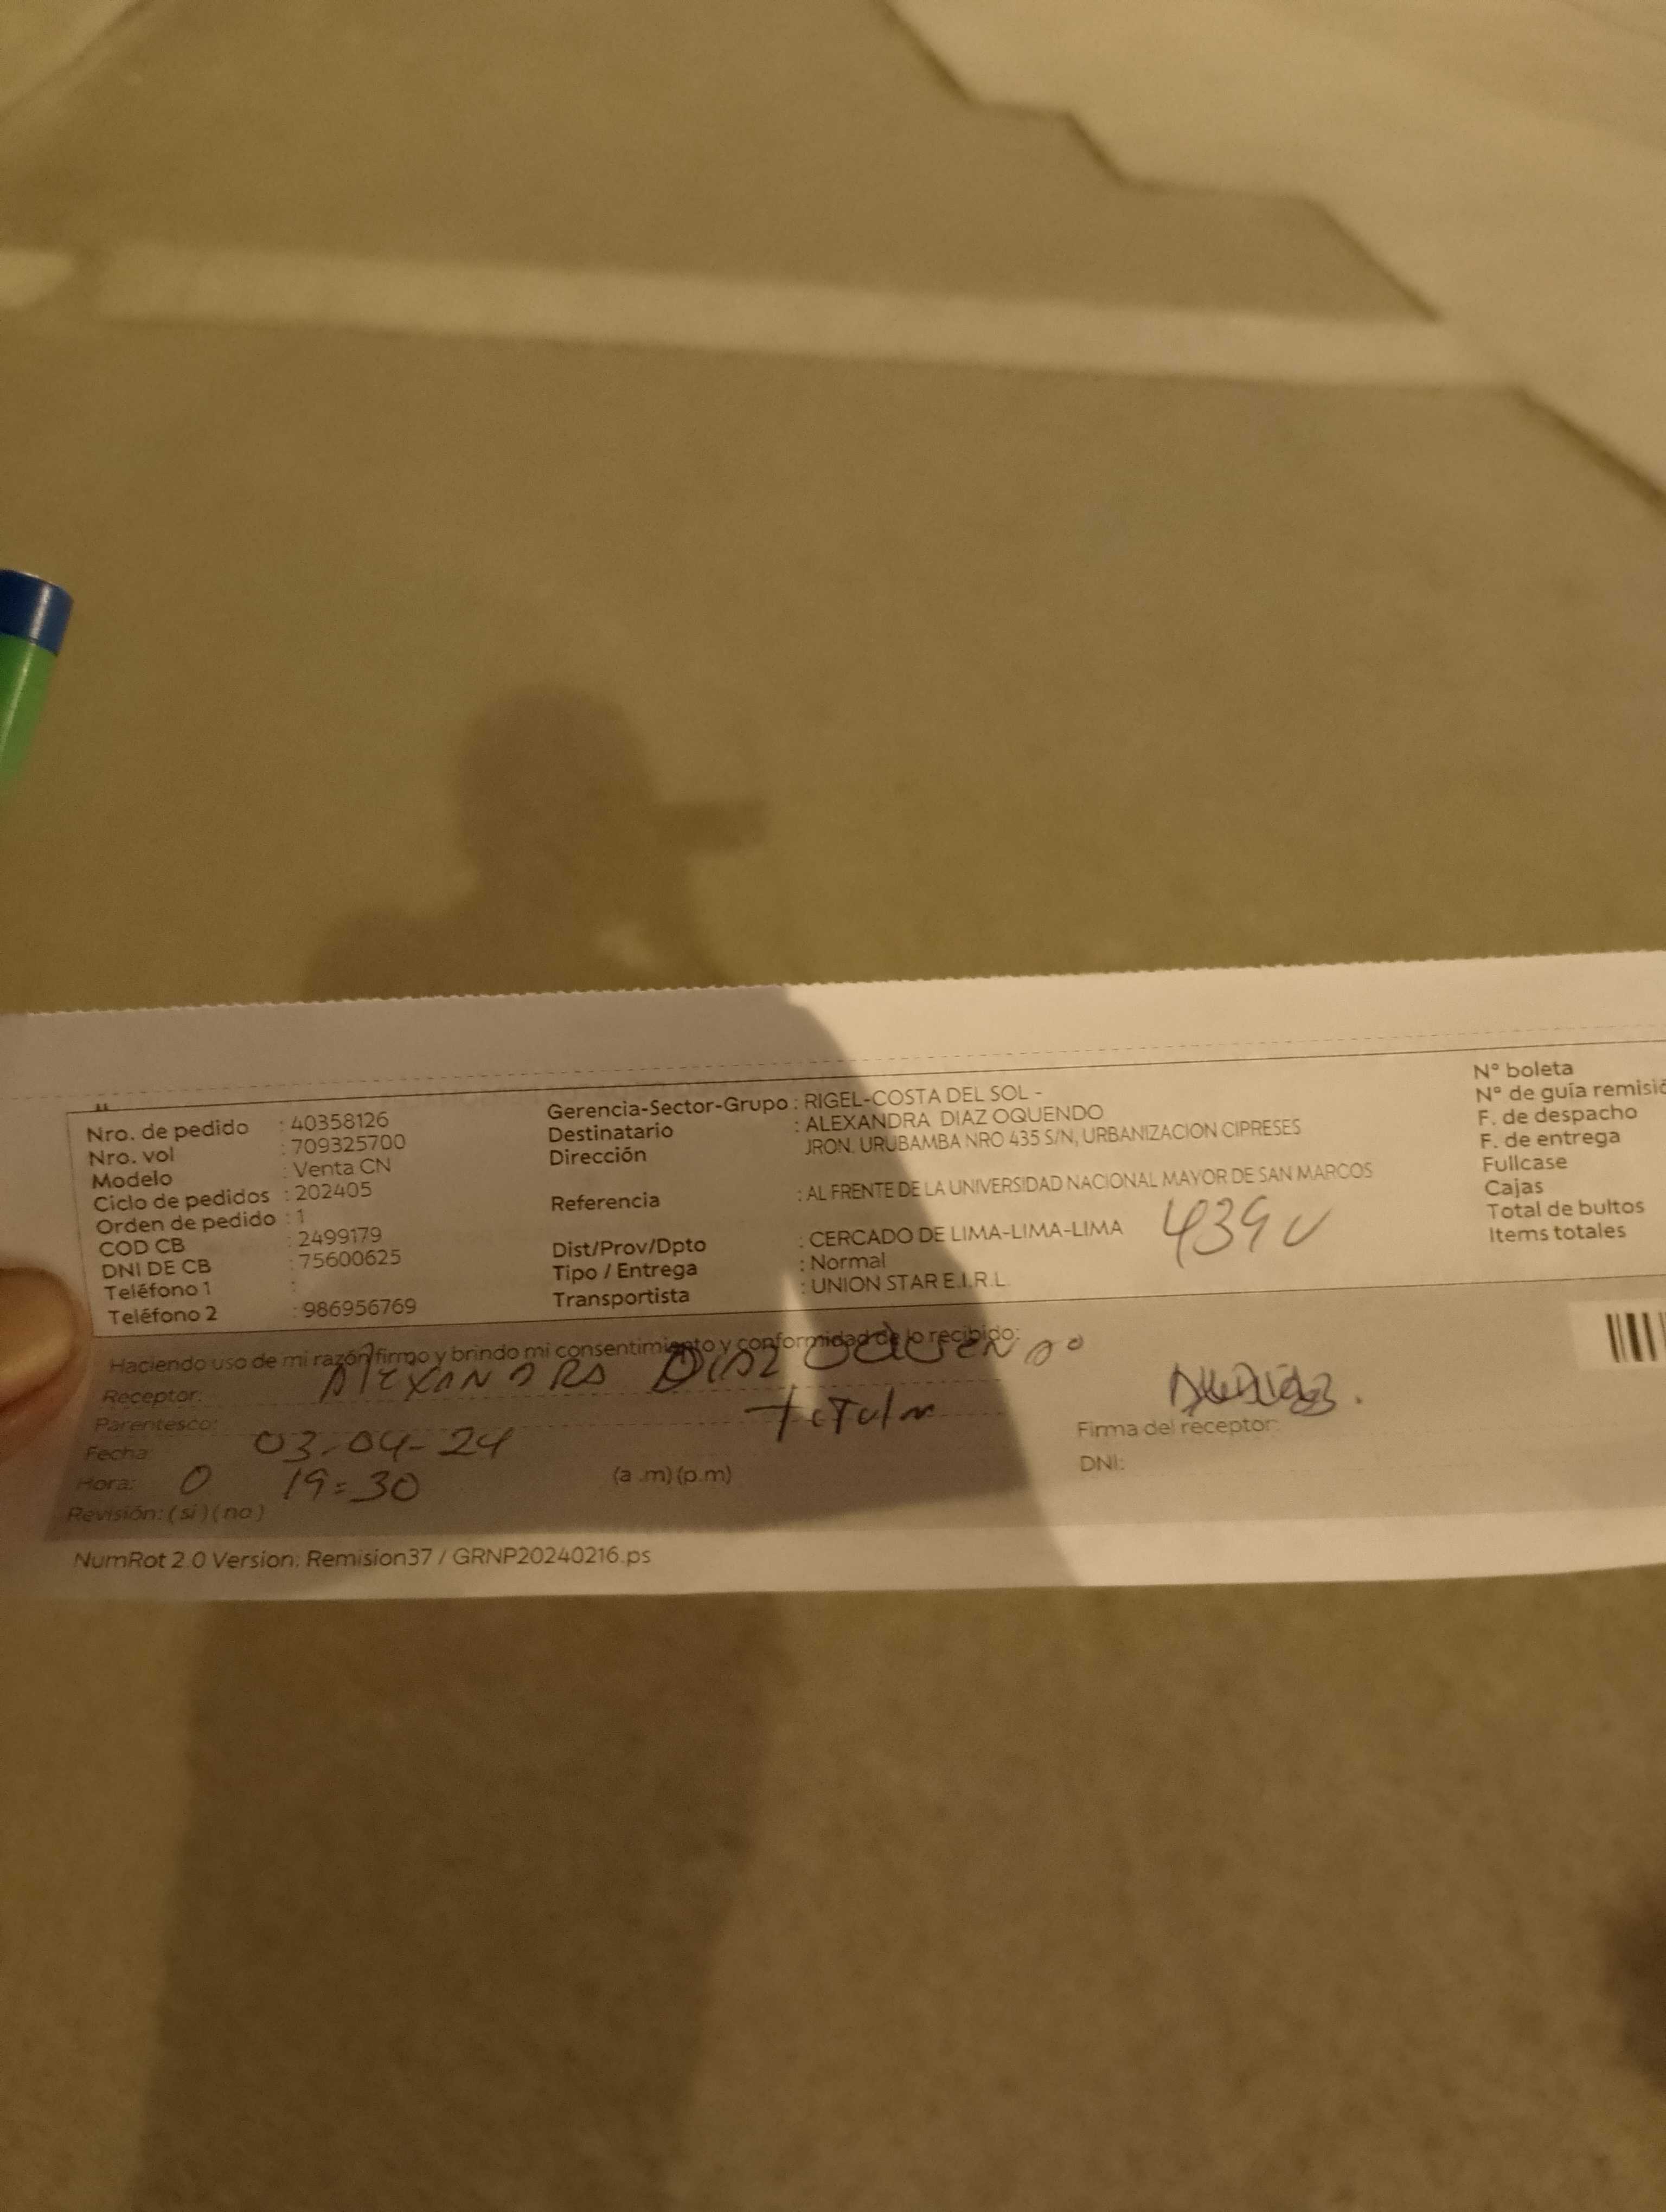 Nro. de pedido : 40358126
Nro. vol : 709325700
Modelo : Venta CN
Ciclo de pedidos : 202405
Orden de pedido : 1
COD CB : 2499179
DNI DE CB : 75600625
Teléfono 1 :
Teléfono 2 : 986956769
Gerencia-Sector-Grupo : RIGEL-COSTA DEL SOL -
Destinatario : ALEXANDRA DIAZ OQUENDO
Dirección JRON. URUBAMBA NRO 435 S/N, URBANIZACION CIPRESES
Referencia : AL FRENTE DE LA UNIVERSIDAD NACIONAL MAYOR DE SAN MARCOS
Dist/Prov/Dpto : CERCADO DE LIMA-LIMA-LIMA
Tipo / Entrega : Normal
Transportista : UNION STAR E.I.R.L.
N° boleta
N° de guía remisió
F. de despacho
F. de entrega
Fullcase
Cajas
Total de bultos
Items totales
Haciendo uso de mi razón firmo y brindo mi consentimiento y conformidad de lo recibido:
Receptor:
Parentesco:
Fecha 03-04-24
Hora: 0 19:30 (a .m) (p.m)
Revisión: ( si ) ( no )
Firma del receptor:
DNI:
NumRot 2.0 Version: Remision37 / GRNP20240216.ps